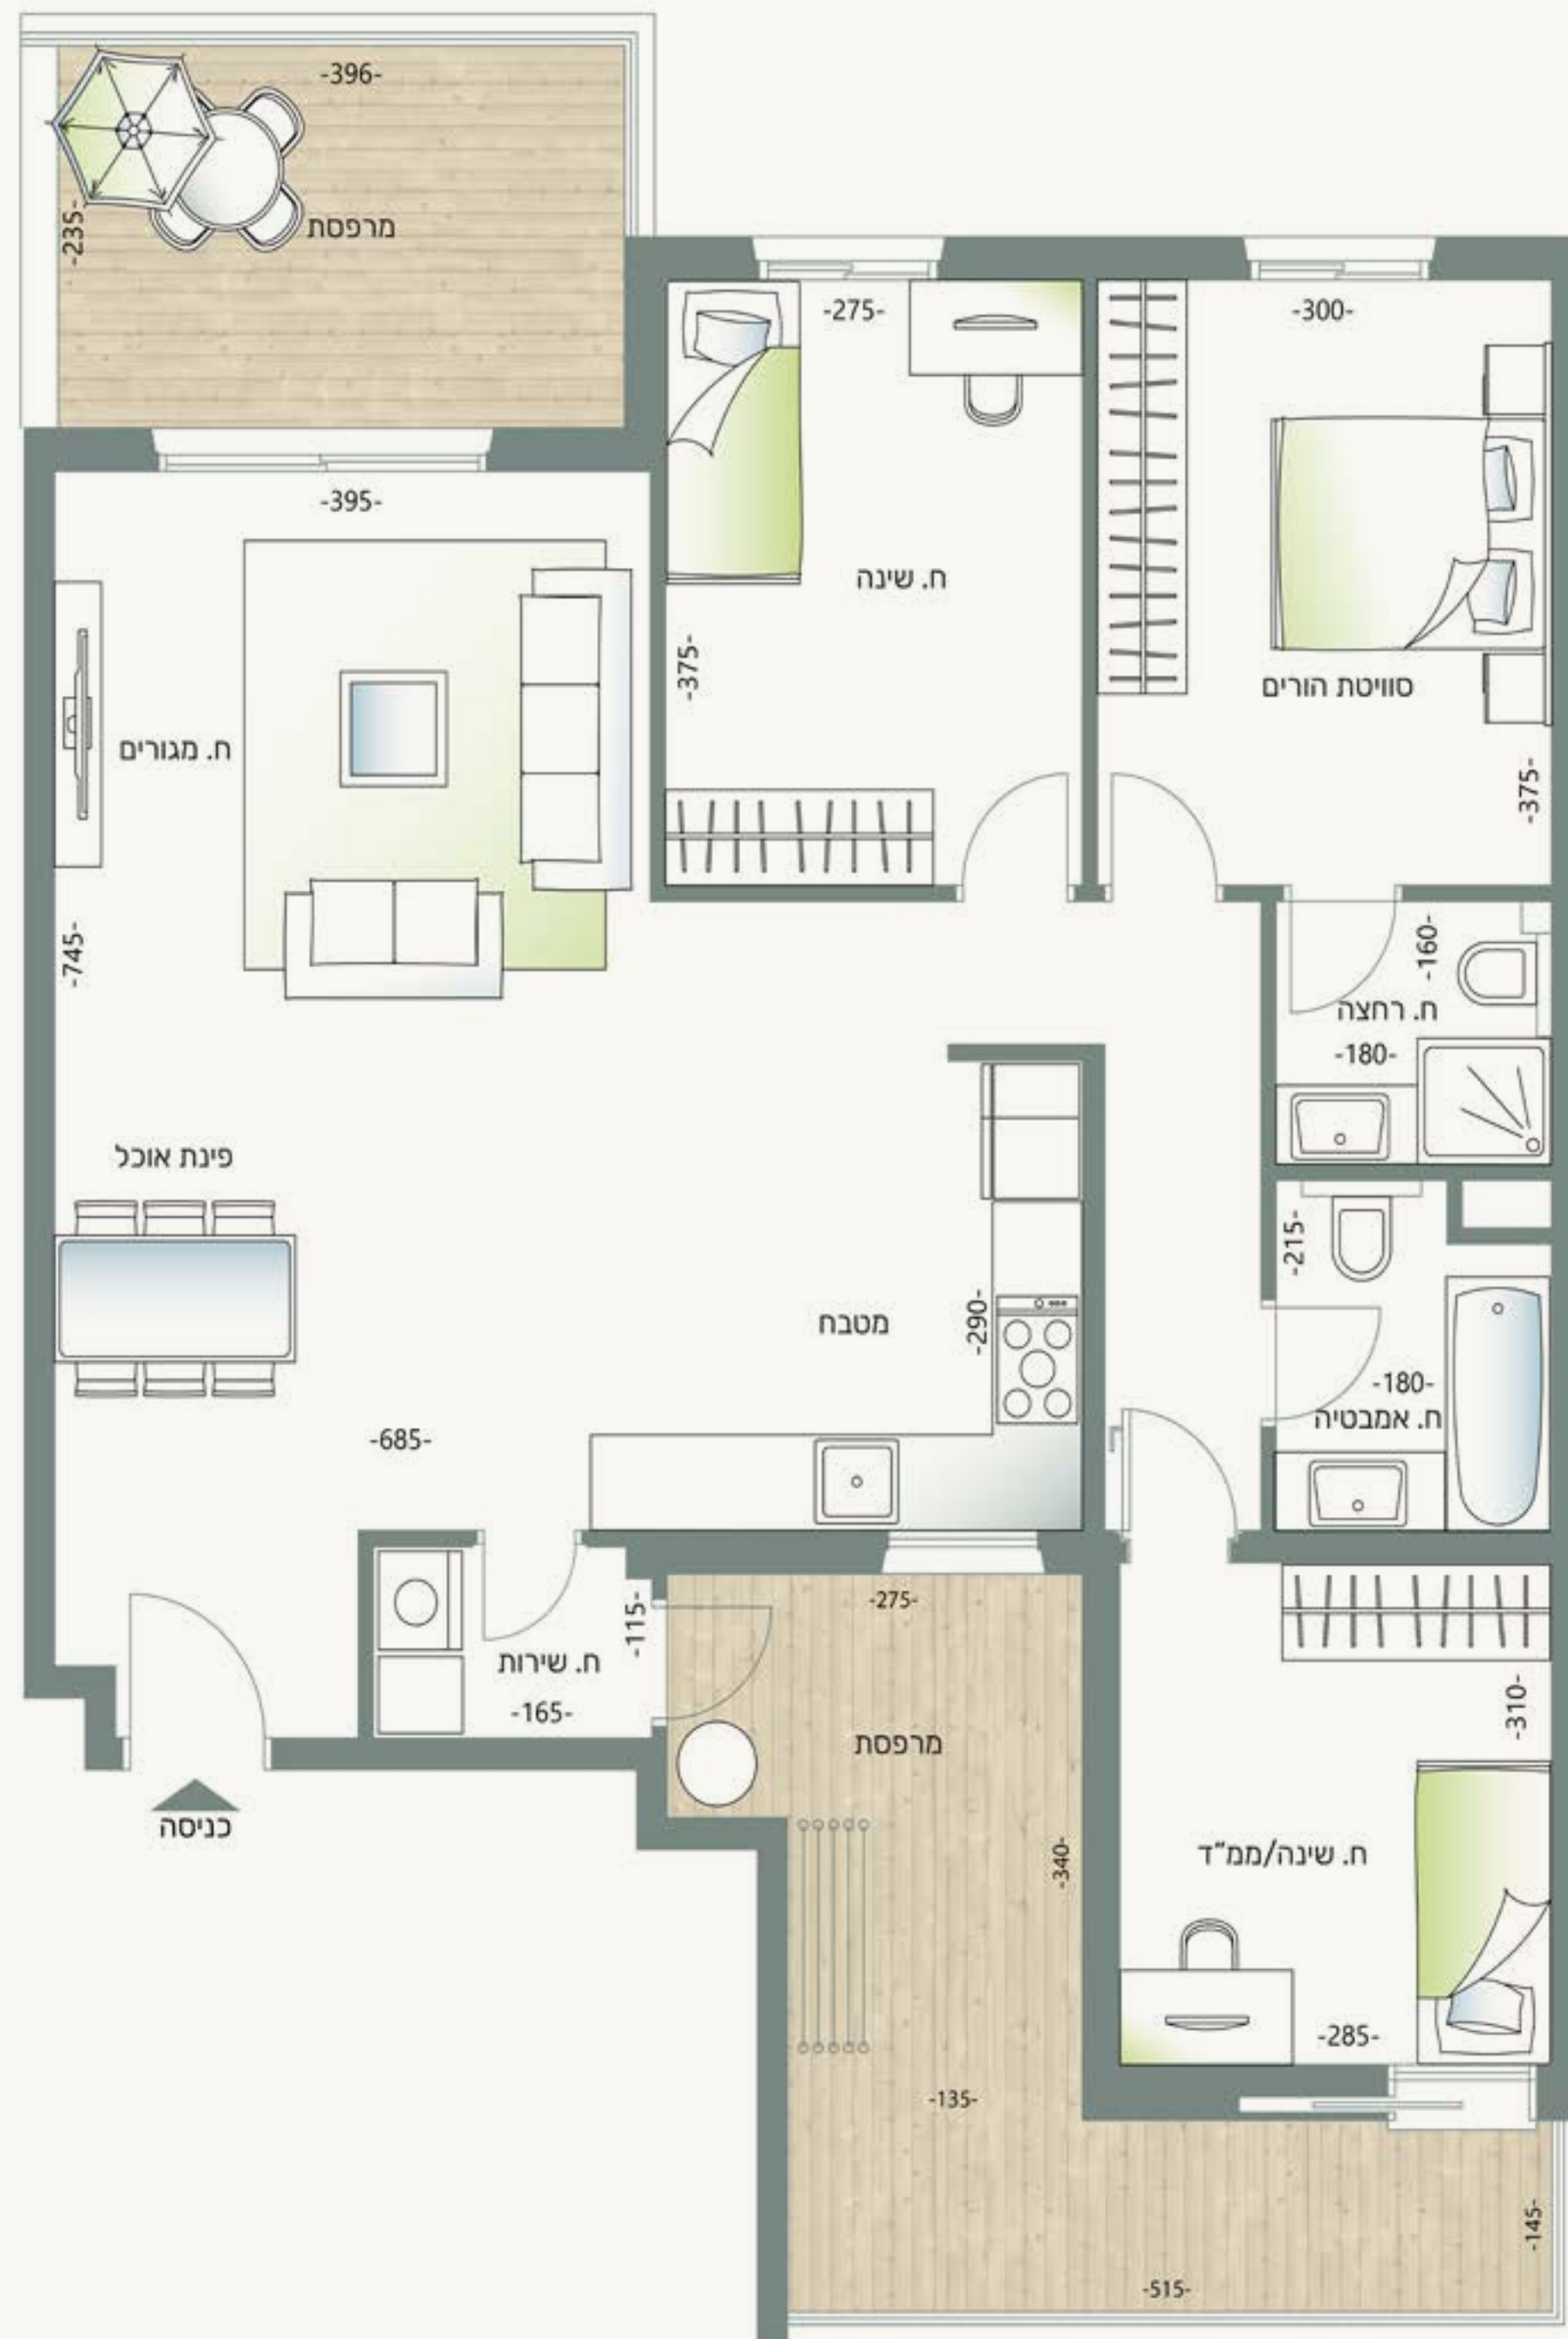 -396-
-235-
מרפסת
-275-
-300-
-395-
ח. שינה
-375-
סוויטת הורים
-375-
ח. מגורים
-745-
-160-
ח. רחצה
-180-
פינת אוכל
-215-
מטבח
-290-
-180-
ח. אמבטיה
-685-
-275-
-115-
ח. שירות
-165-
-310-
מרפסת
כניסה
-340-
ח. שינה/ממ"ד
-285-
-135-
-145-
-515-